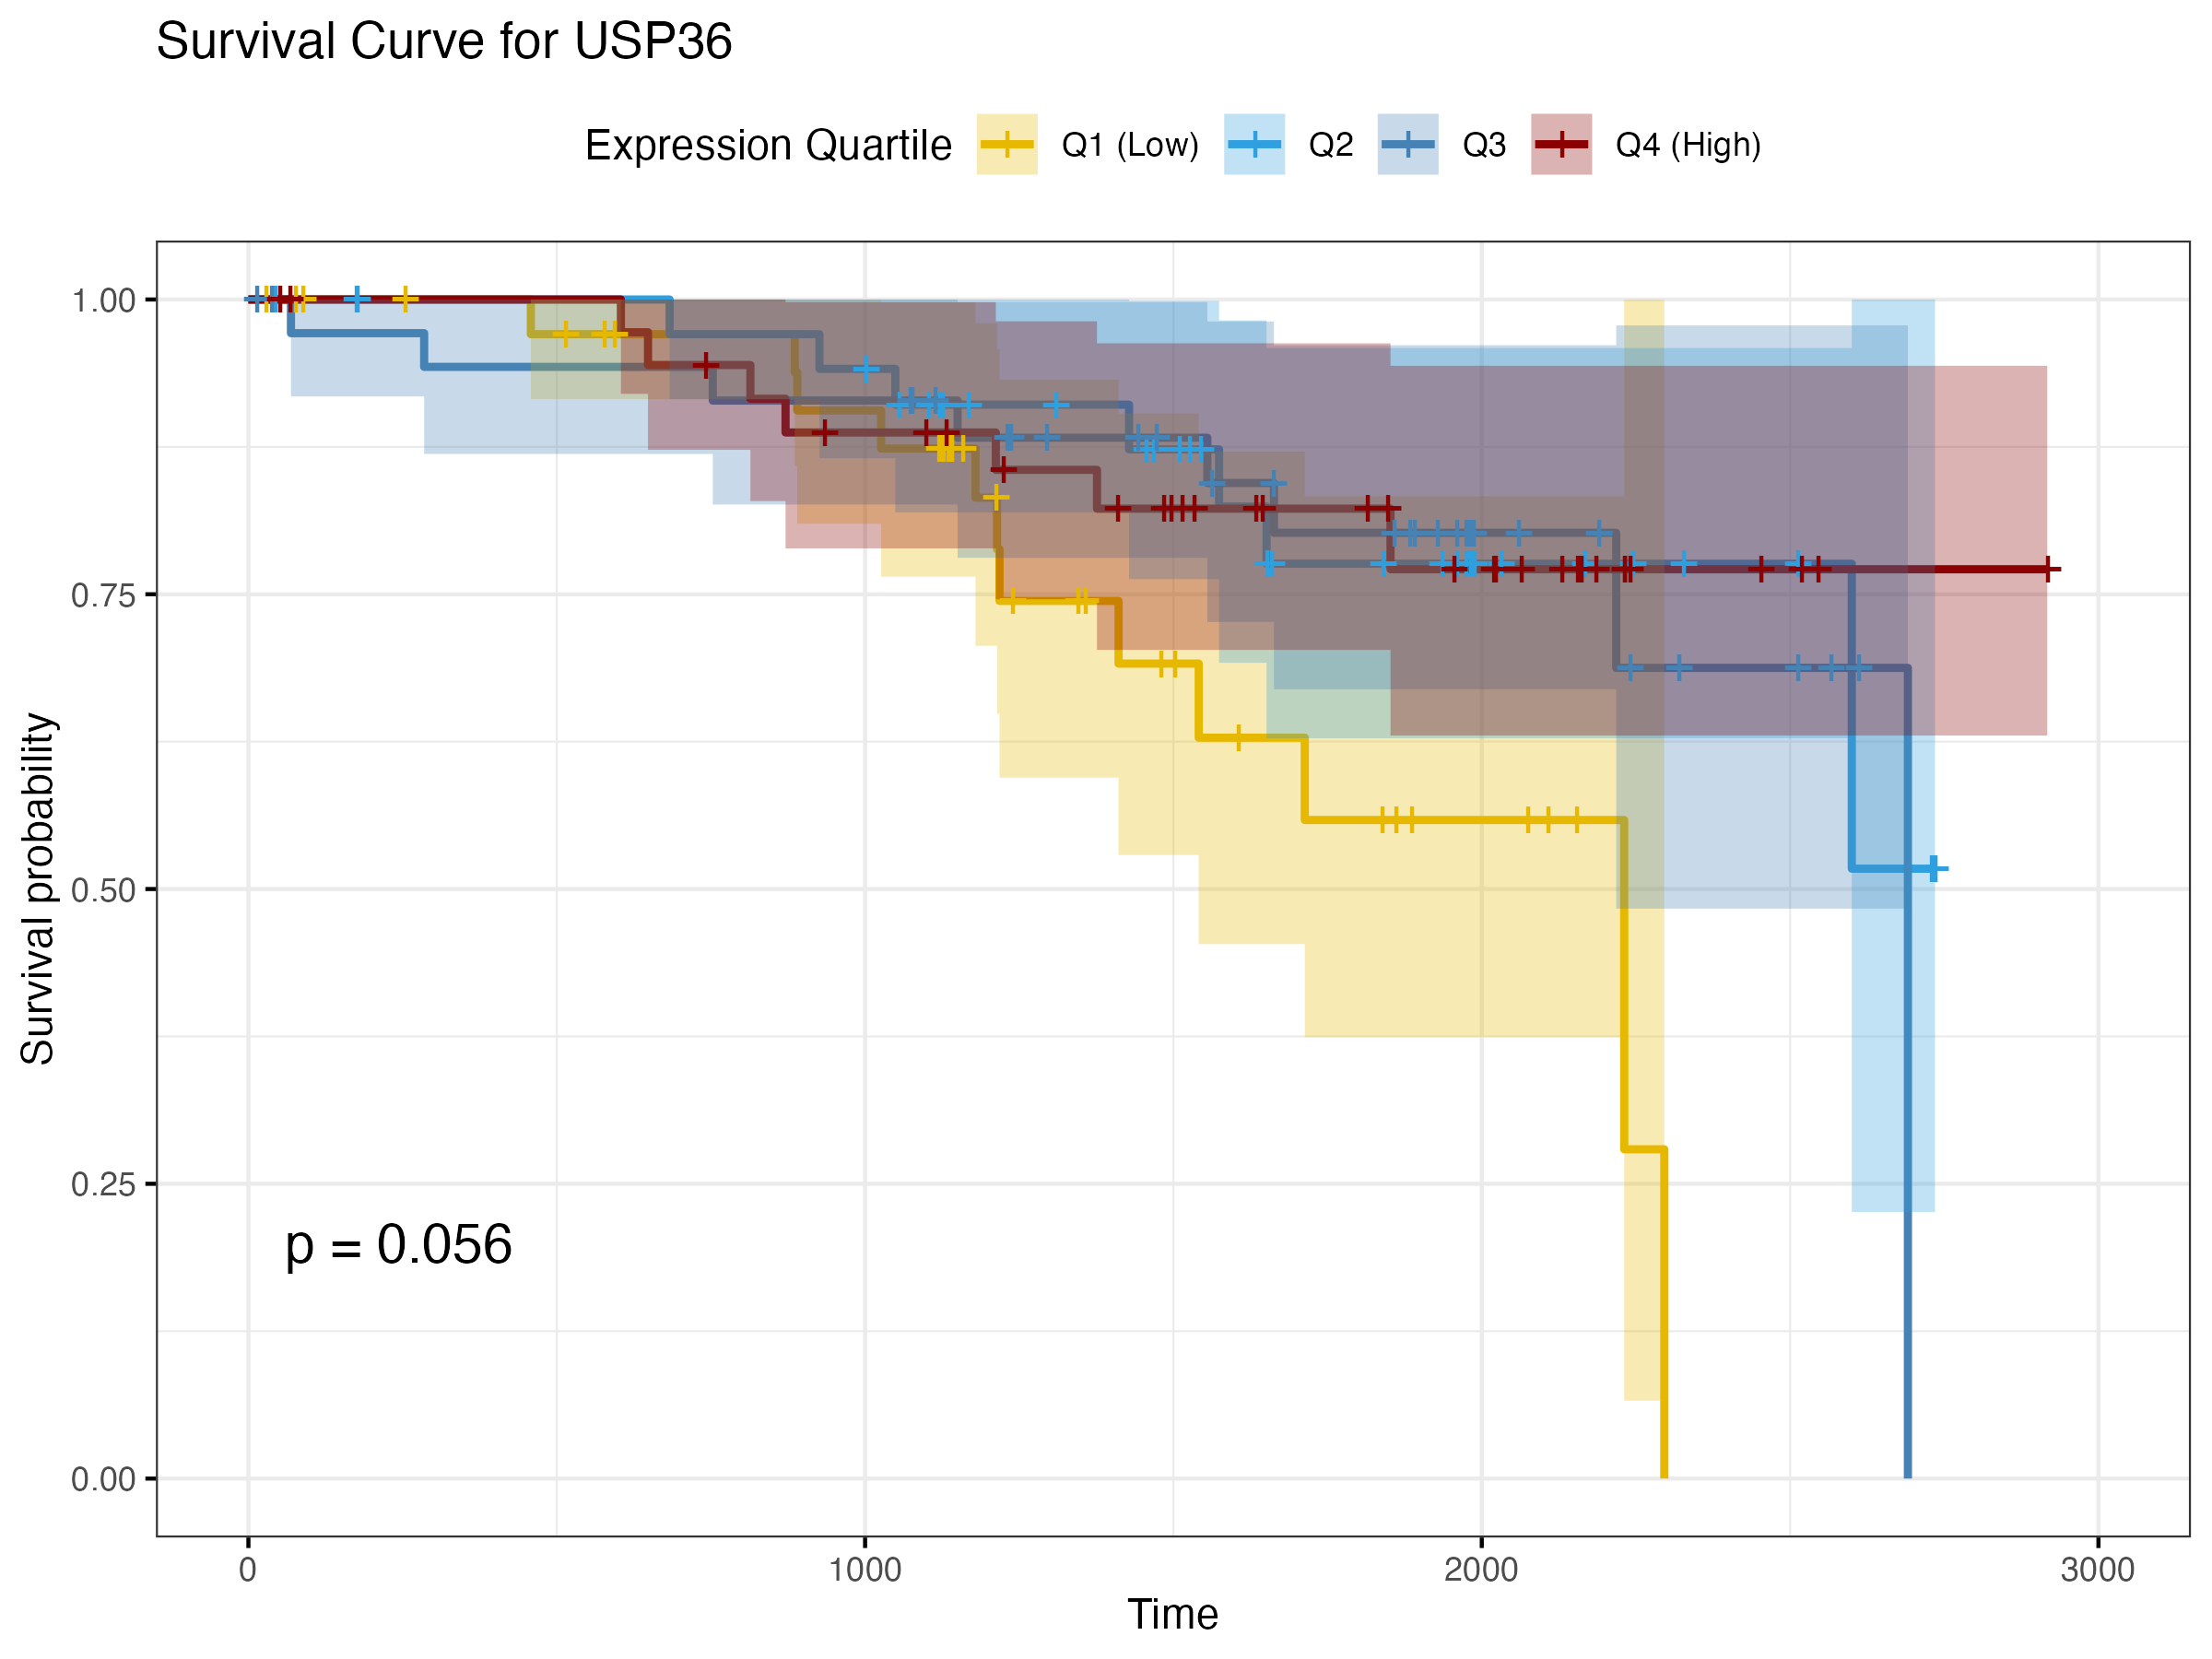 Survival Curve for USP36
Expression Quartile Q1 (Low) Q2 Q3 Q4 (High)
1.00
0.75
0.50
0.25
0.00
Survival probability
p = 0.056
0 1000 2000 3000
Time